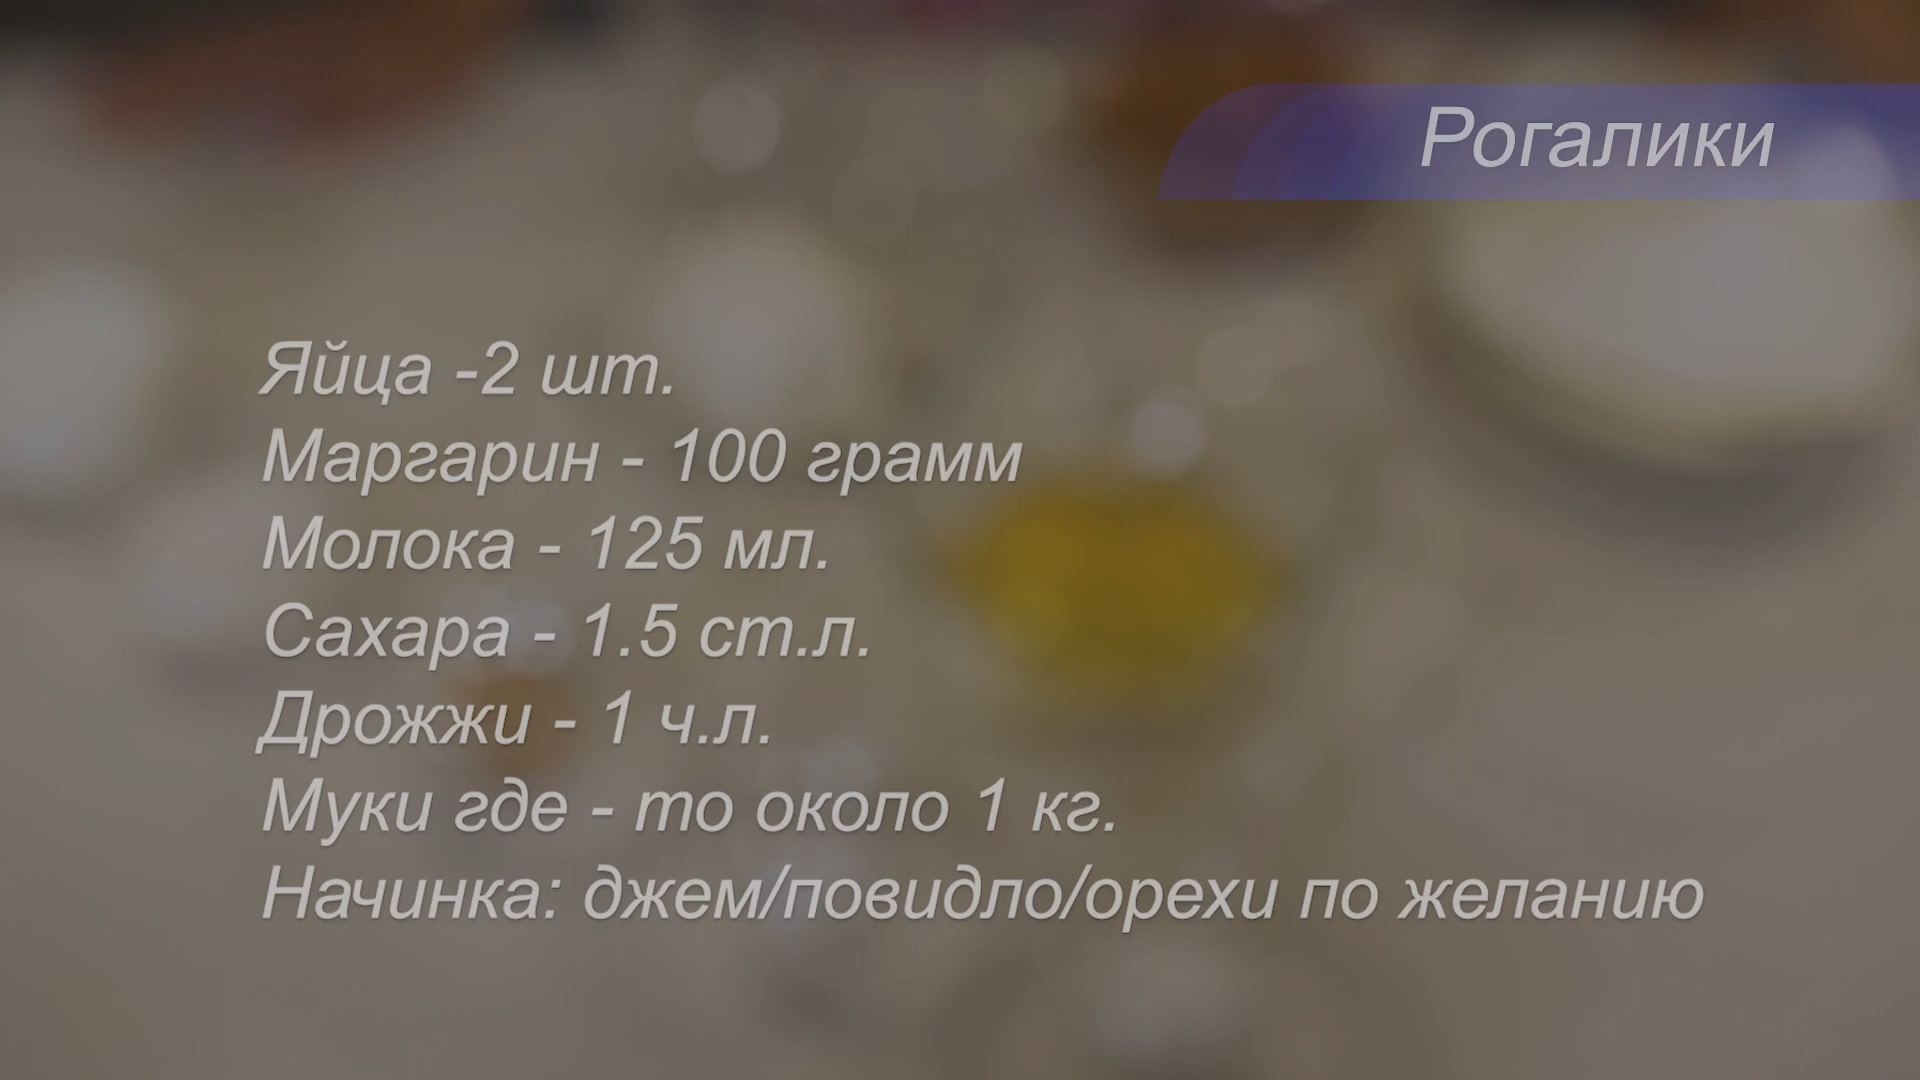 Рогалики
Яйца -2 шт.
Маргарин - 100 грамм
Молока - 125 мл.
Сахара - 1.5 ст.л.
Дрожжи - 1 ч.л.
Муки где - то около 1 кг.
Начинка: джем/повидло/орехи по желанию